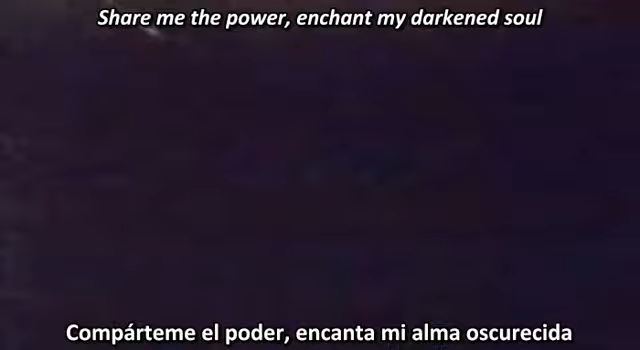 Share me the power, enchant my darkened soul
Compárteme el poder, encanta mi alma oscurecida